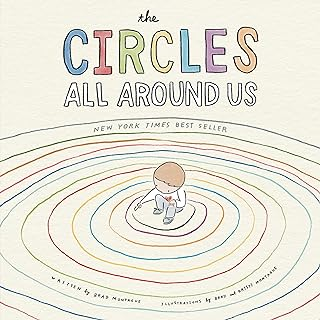 the
CIRCLES
ALL AROUND US
NEW YORK TIMES BEST SELLER
WRITTEN BY BRAD MONTAGUE
ILLUSTRATIONS BY BRAD and KRISTI MONTAGUE